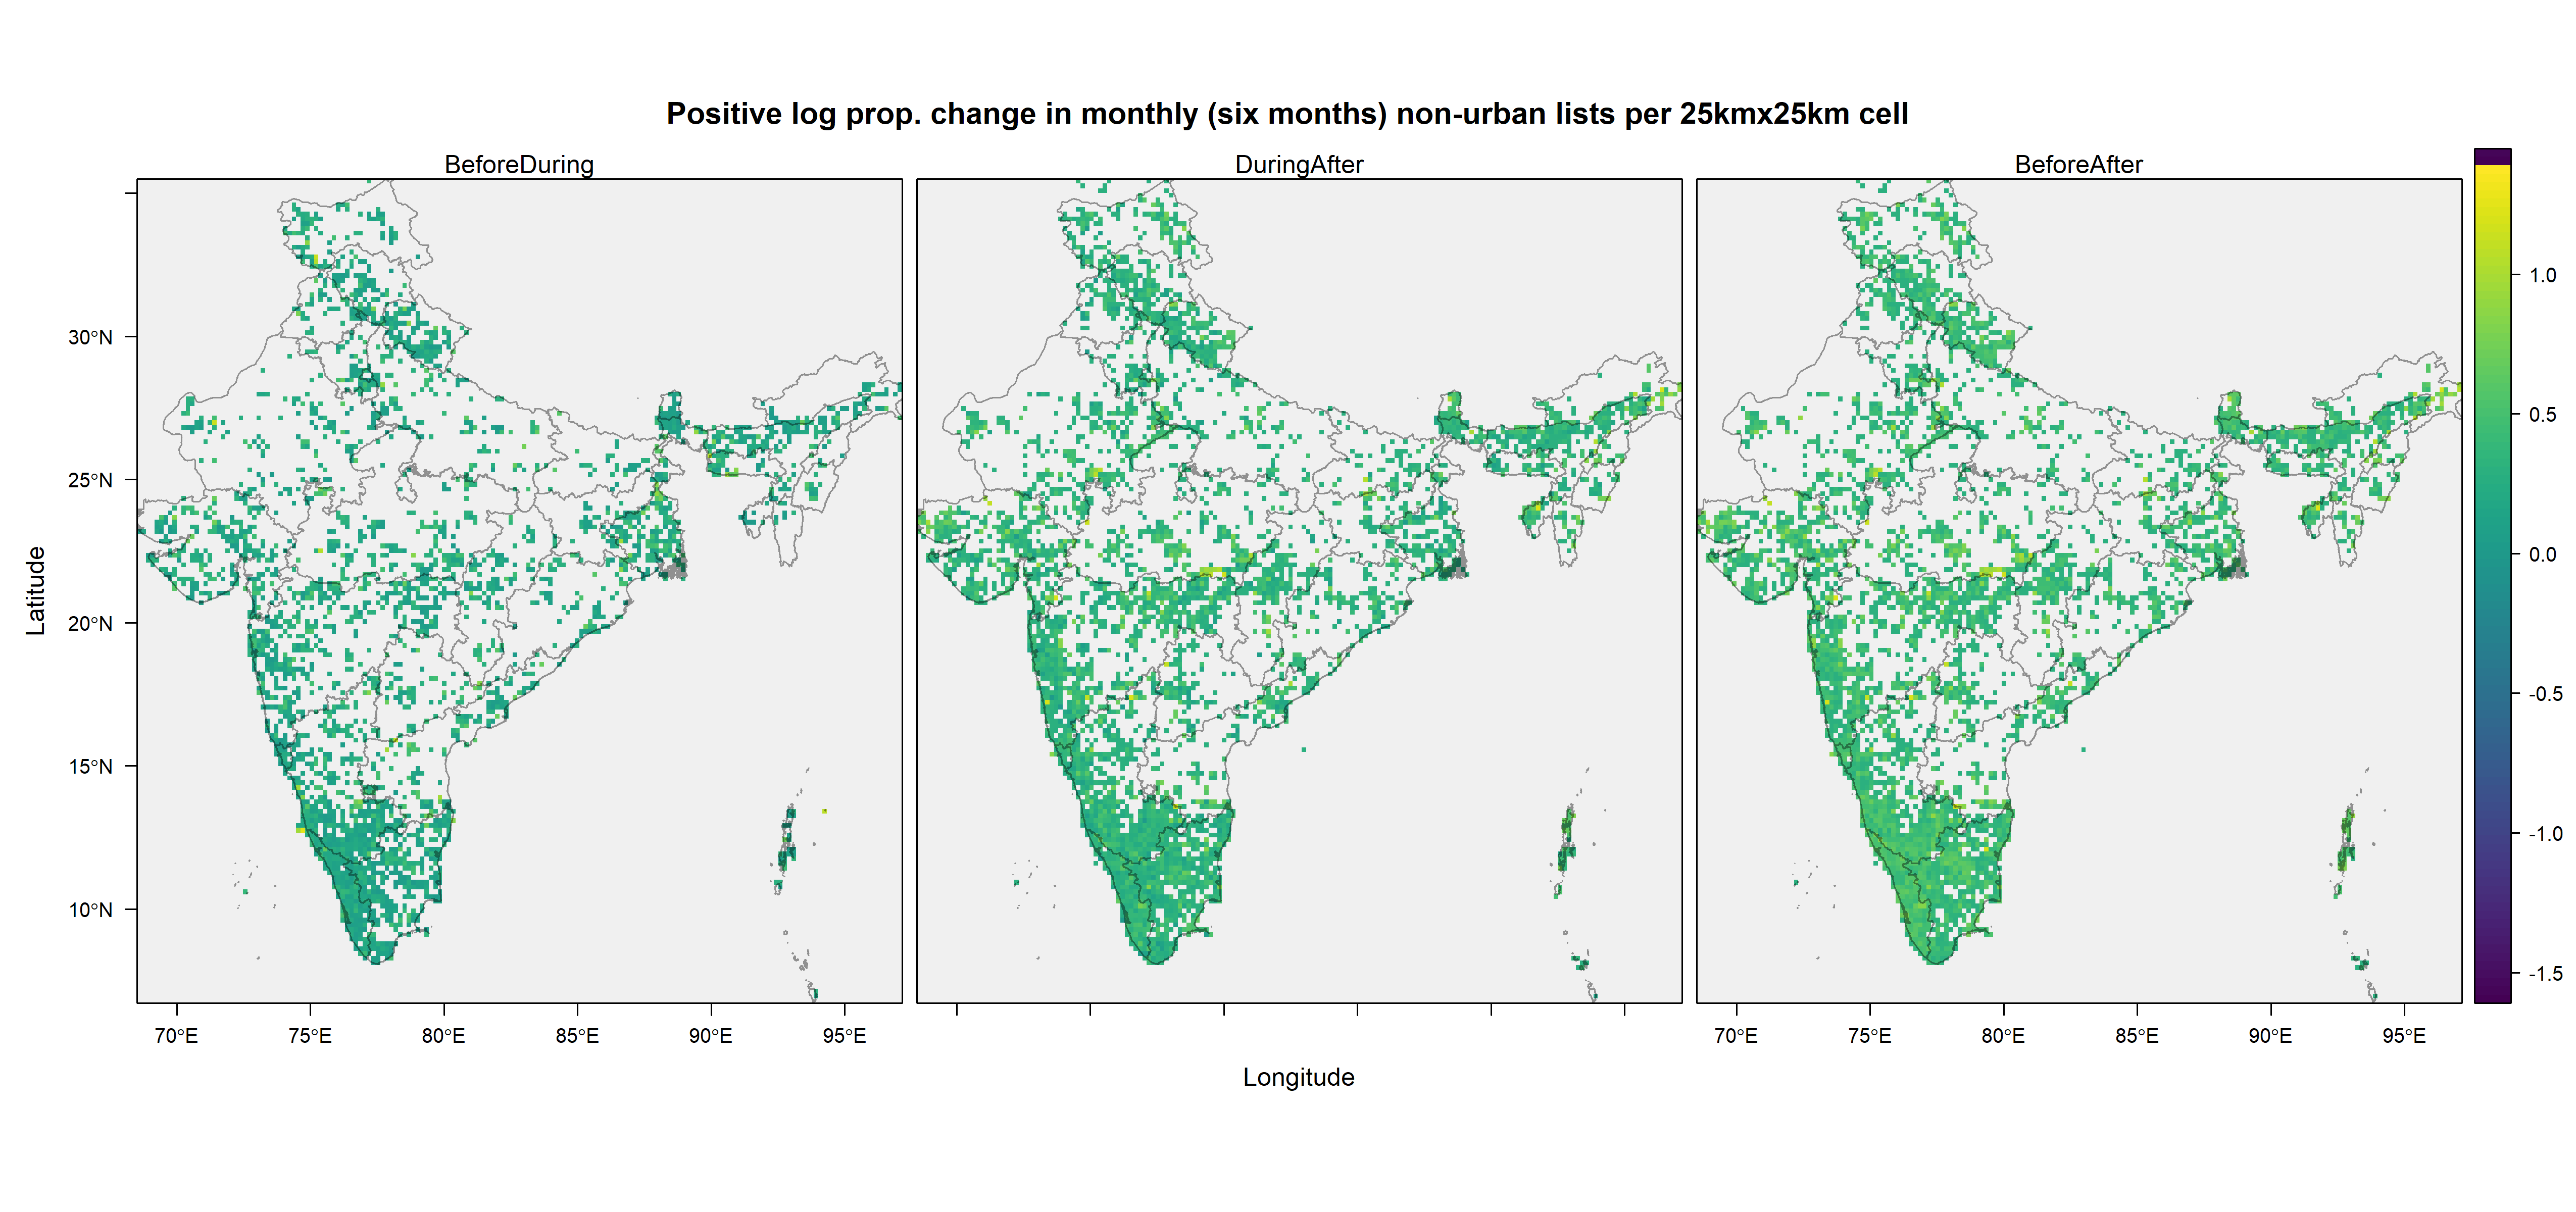 Positive log prop. change in monthly (six months) non-urban lists per 25kmx25km cell
BeforeDuring
DuringAfter
BeforeAfter
30°N
25°N
20°N
15°N
10°N
Latitude
70°E 75°E 80°E 85°E 90°E 95°E
70°E 75°E 80°E 85°E 90°E 95°E
Longitude
1.0
0.5
0.0
-0.5
-1.0
-1.5